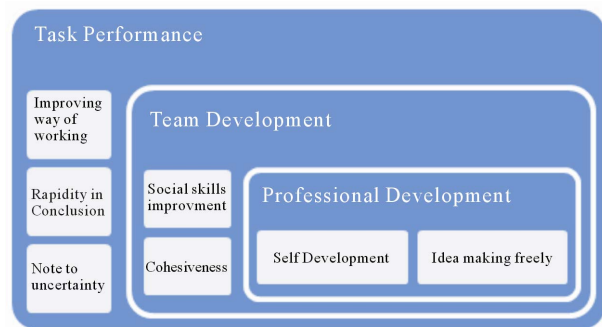 Task Performance
Improving
way of
working
Rapidity in
Conclusion
Note to
uncertainty
Team Development
Social skills
improvment
Cohesiveness
Professional Development
Self Development
Idea making freely